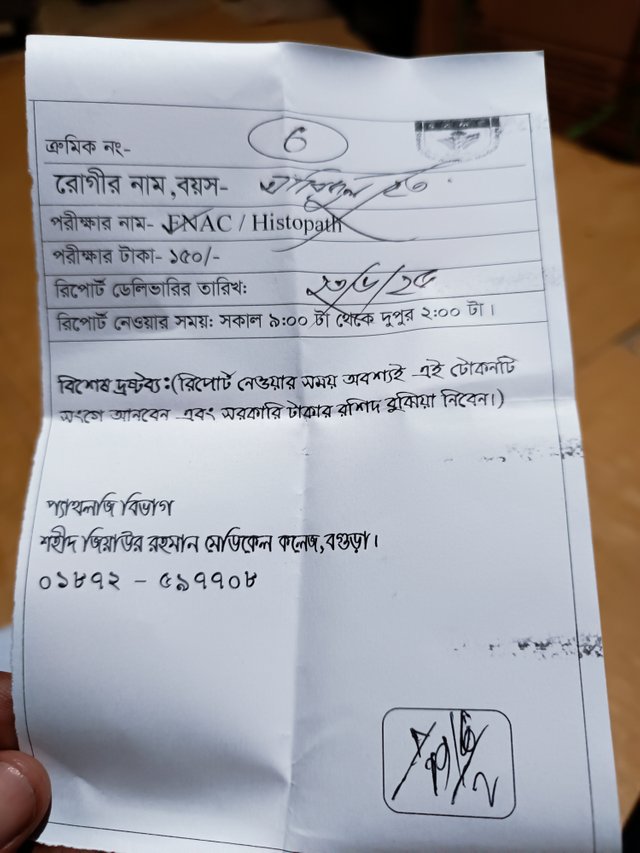 ক্রমিক নং- 6
রোগীর নাম,বয়স-
পরীক্ষার নাম- FNAC / Histopath
পরীক্ষার টাকা- ১৫০/-
রিপোর্ট ডেলিভারির তারিখ:
রিপোর্ট নেওয়ার সময়: সকাল ৯:০০ টা থেকে দুপুর ২:০০ টা।
বিশেষ দ্রষ্টব্য:(রিপোর্ট নেওয়ার সময় অবশ্যই এই টোকনটি
সংগে আনবেন এবং সরকারি টাকার রশিদ বুঝিয়া নিবেন।)
প্যাথলজি বিভাগ
শহীদ জিয়াউর রহমান মেডিকেল কলেজ,বগুড়া।
০১৮৭২ - ৫৯৭৭০৮